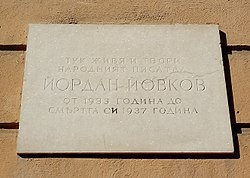 ТУК ЖИВЯ И ТВОРИ
НАРОДНИЯТ ПИСАТЕЛ
ЙОРДАН ЙОВКОВ
ОТ 1933 ГОДИНА ДО
СМЪРТТА СИ 1937 ГОДИНА